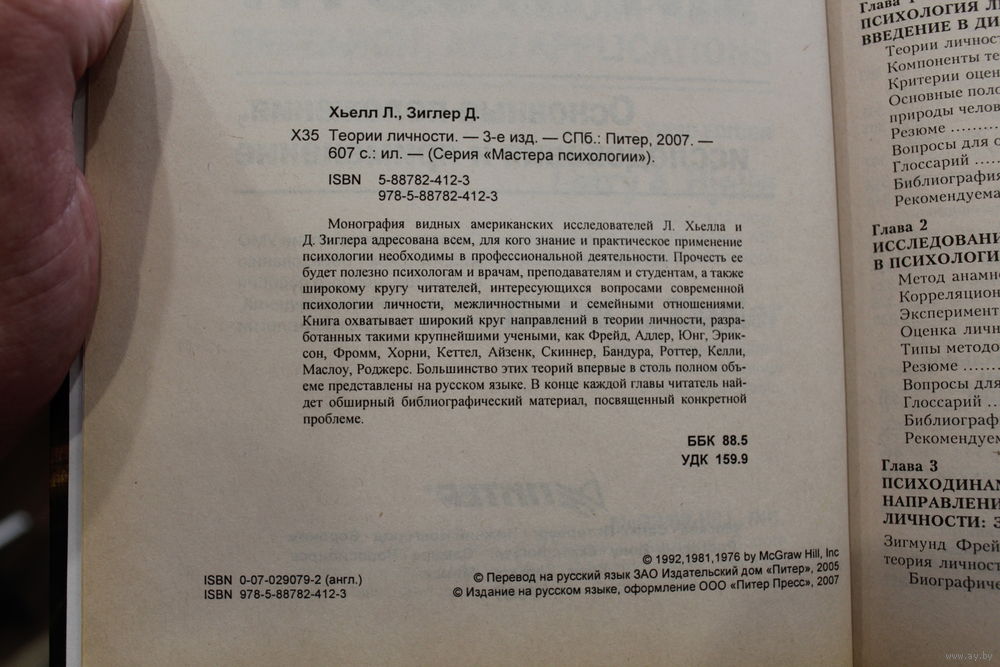 Хьелл Л., Зиглер Д.
Х35 Теории личности. — 3-е изд. — СПб.: Питер, 2007. —
607 с.: ил. — (Серия «Мастера психологии»).
ISBN 5-88782-412-3
978-5-88782-412-3
Монография видных американских исследователей Л. Хьелла и
Д. Зиглера адресована всем, для кого знание и практическое применение
психологии необходимы в профессиональной деятельности. Прочесть ее
будет полезно психологам и врачам, преподавателям и студентам, а также
широкому кругу читателей, интересующихся вопросами современной
психологии личности, межличностными и семейными отношениями.
Книга охватывает широкий круг направлений в теории личности, разра-
ботанных такими крупнейшими учеными, как Фрейд, Адлер, Юнг, Эрик-
сон, Фромм, Хорни, Кеттел, Айзенк, Скиннер, Бандура, Роттер, Келли,
Маслоу, Роджерс. Большинство этих теорий впервые в столь полном объ-
еме представлены на русском языке. В конце каждой главы читатель най-
дет обширный библиографический материал, посвященный конкретной
проблеме.
ББК 88.5
УДК 159.9
© 1992,1981,1976 by McGraw Hill, Inc
ISBN 0-07-029079-2 (англ.) © Перевод на русский язык ЗАО Издательский дом «Питер», 2005
ISBN 978-5-88782-412-3 © Издание на русском языке, оформление ООО «Питер Пресс», 2007
Глава
ПСИХОЛОГИЯ Л
ВВЕДЕНИЕ В ДИ
Теории личност
Компоненты те
Критерии оцен
Основные поло
природы челов
Резюме ........
Вопросы для о
Глоссарий ....
Библиография
Рекомендуема
Глава 2
ИССЛЕДОВАНИ
В ПСИХОЛОГИ
Метод анамн
Корреляцион
Эксперимент
Оценка личн
Типы методо
Резюме .......
Вопросы для
Глоссарий ...
Библиограф
Рекомендуем
Глава 3
ПСИХОДИНАМ
НАПРАВЛЕНИ
ЛИЧНОСТИ: З
Зигмунд Фрей
теория личност
Биографиче
www.ay.by